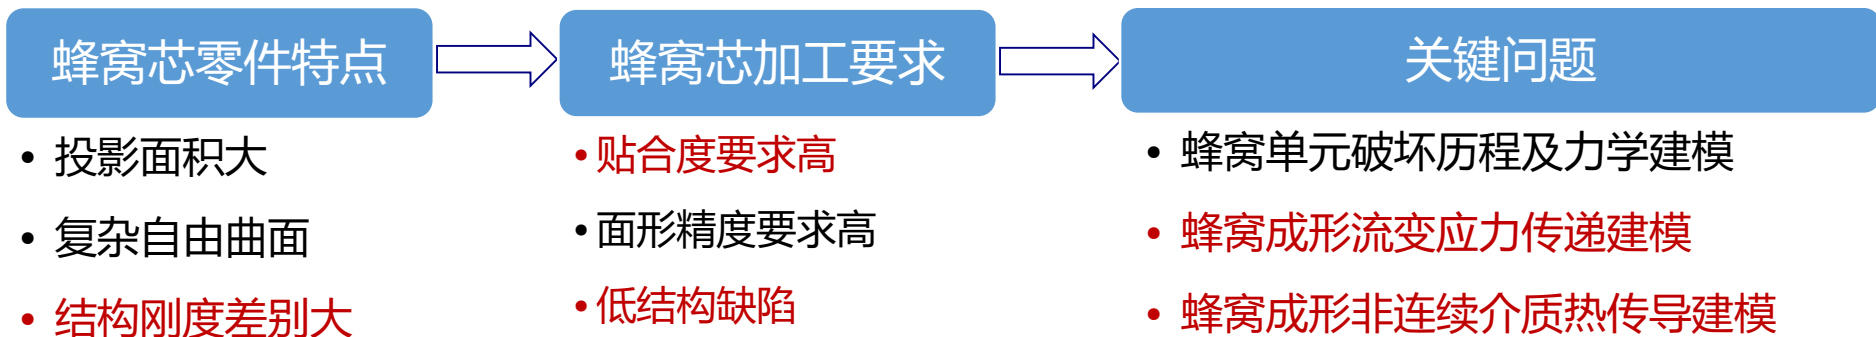 蜂窝芯零件特点
• 投影面积大
• 复杂自由曲面
• 结构刚度差别大
蜂窝芯加工要求
• 贴合度要求高
• 面形精度要求高
• 低结构缺陷
关键问题
• 蜂窝单元破坏历程及力学建模
• 蜂窝成形流变应力传递建模
• 蜂窝成形非连续介质热传导建模